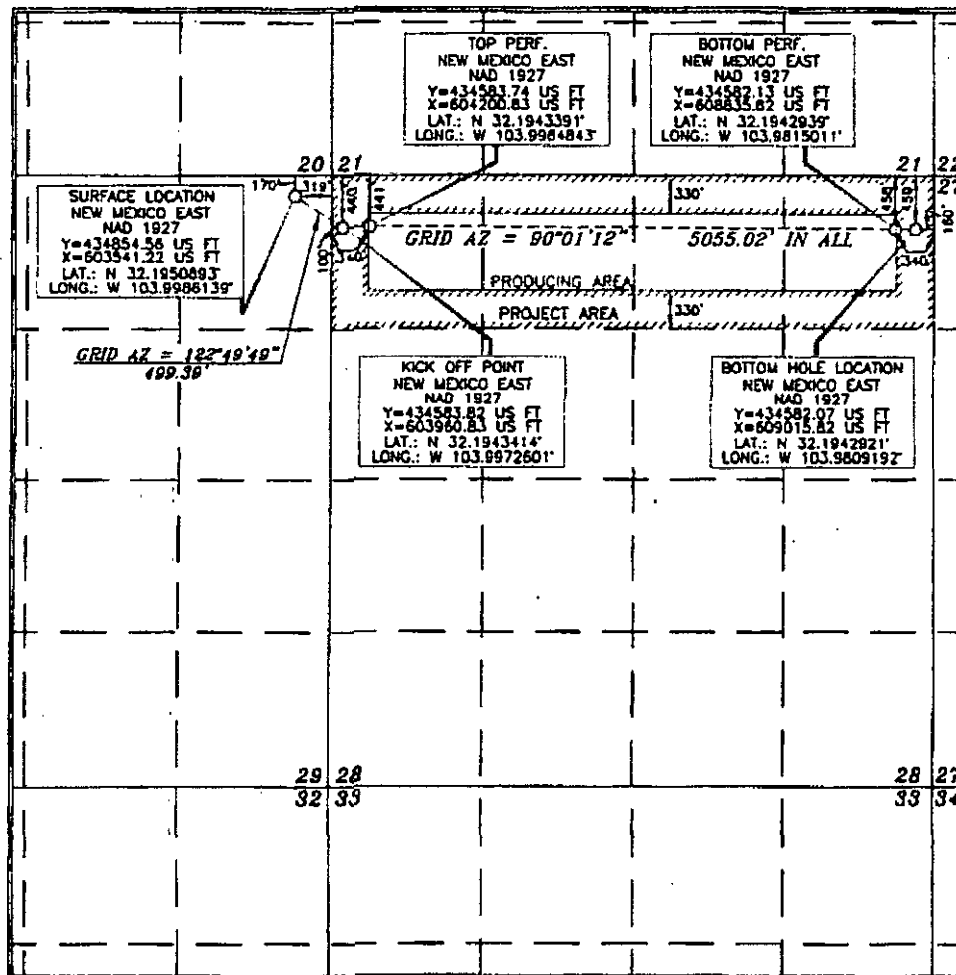 TOP PERF.
NEW MEXICO EAST
NAD 1927
Y=434583.74 US FT
X=604200.83 US FT
LAT.: N 32.1943391°
LONG.: W 103.9964843°
BOTTOM PERF.
NEW MEXICO EAST
NAD 1927
Y=434582.13 US FT
X=608835.82 US FT
LAT.: N 32.1942939°
LONG.: W 103.9815011°
20 21
21 22
SURFACE LOCATION
NEW MEXICO EAST
NAD 1927
Y=434854.56 US FT
X=603541.22 US FT
LAT.: N 32.1950893°
LONG.: W 103.9986139°
170'
319'
440'
441'
330'
458'
459'
160'
100'
340'
GRID AZ = 90°01'12"
5055.02' IN ALL
340'
PRODUCING AREA
PROJECT AREA
330'
GRID AZ = 122°49'49"
499.39'
KICK OFF POINT
NEW MEXICO EAST
NAD 1927
Y=434583.82 US FT
X=603960.83 US FT
LAT.: N 32.1943414°
LONG.: W 103.9972601°
BOTTOM HOLE LOCATION
NEW MEXICO EAST
NAD 1927
Y=434582.07 US FT
X=609015.82 US FT
LAT.: N 32.1942921°
LONG.: W 103.9809192°
29 28
28 27
32 33
33 34